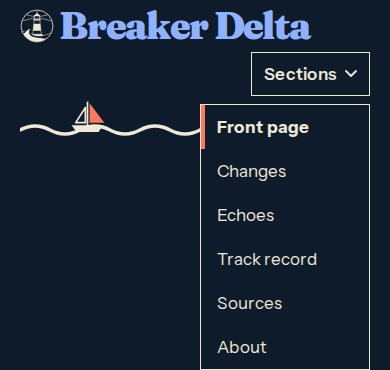 Breaker Delta
Sections
Front page
Changes
Echoes
Track record
Sources
About